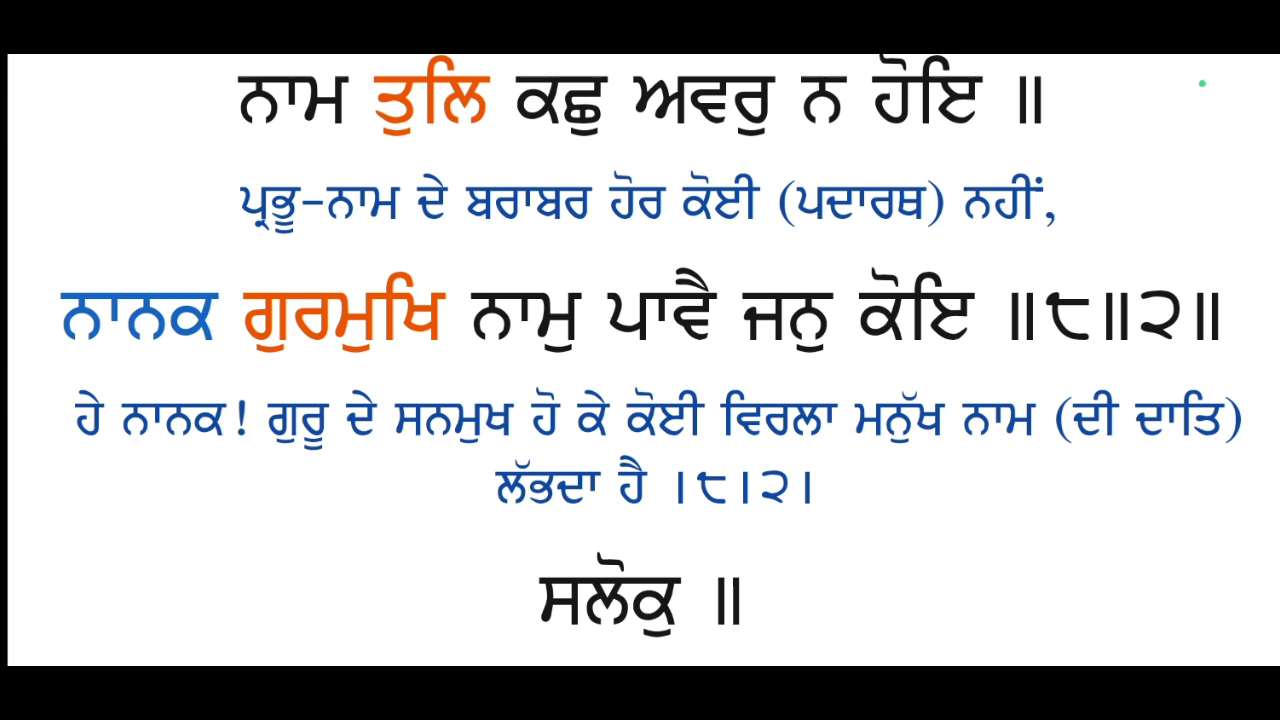 ਨਾਮ ਤੁਲਿ ਕਛੁ ਅਵਰੁ ਨ ਹੋਇ ॥
ਪ੍ਰਭੂ-ਨਾਮ ਦੇ ਬਰਾਬਰ ਹੋਰ ਕੋਈ (ਪਦਾਰਥ) ਨਹੀਂ,
ਨਾਨਕ ਗੁਰਮੁਖਿ ਨਾਮੁ ਪਾਵੈ ਜਨੁ ਕੋਇ ॥੮॥੨॥
ਹੇ ਨਾਨਕ! ਗੁਰੂ ਦੇ ਸਨਮੁਖ ਹੋ ਕੇ ਕੋਈ ਵਿਰਲਾ ਮਨੁੱਖ ਨਾਮ (ਦੀ ਦਾਤਿ)
ਲੱਭਦਾ ਹੈ ।੮।੨।
ਸਲੋਕੁ ॥